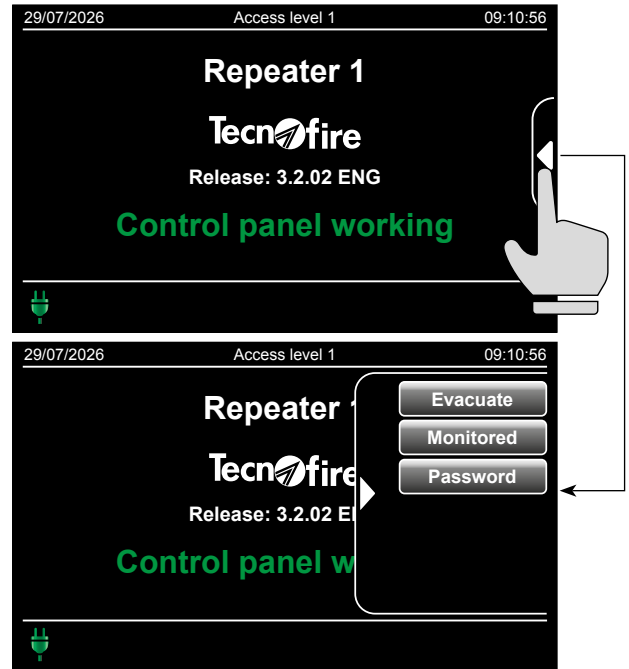 29/07/2026 Access level 1 09:10:56
Repeater 1
Tecnofire
Release: 3.2.02 ENG
Control panel working
29/07/2026 Access level 1 09:10:56
Repeater 1
Evacuate
Monitored
Tecnofire
Password
Release: 3.2.02 E
Control panel w